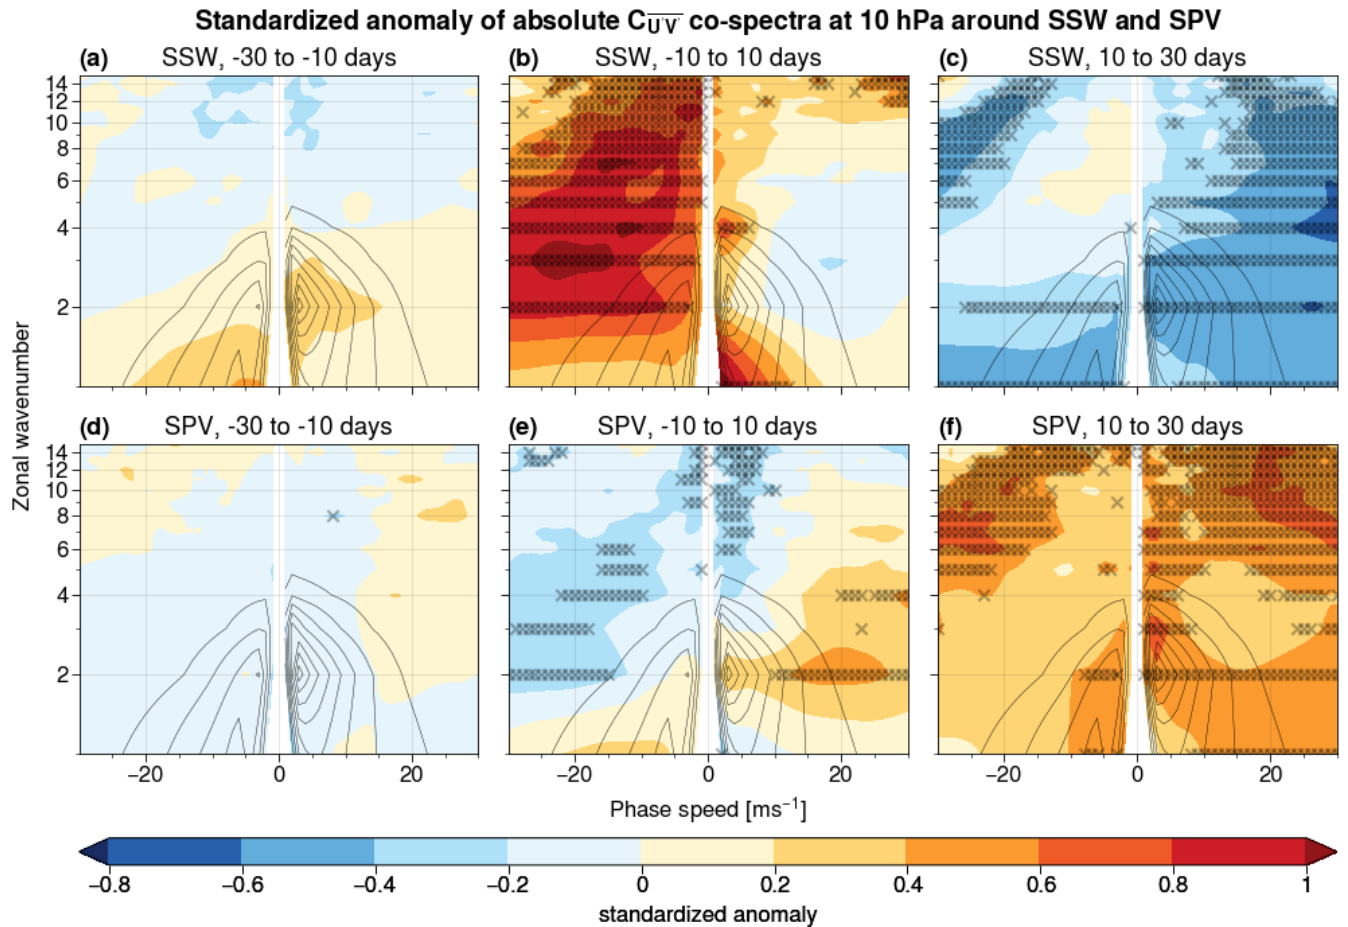 Standardized anomaly of absolute C_{\overline{U'V'}} co-spectra at 10 hPa around SSW and SPV
(a) SSW, -30 to -10 days
(b) SSW, -10 to 10 days
(c) SSW, 10 to 30 days
14
12
10
8
6
4
2
(d) SPV, -30 to -10 days
(e) SPV, -10 to 10 days
(f) SPV, 10 to 30 days
14
12
10
8
6
4
2
Zonal wavenumber
−20 0 20
−20 0 20
−20 0 20
Phase speed [ms⁻¹]
−0.8 −0.6 −0.4 −0.2 0 0.2 0.4 0.6 0.8 1
standardized anomaly